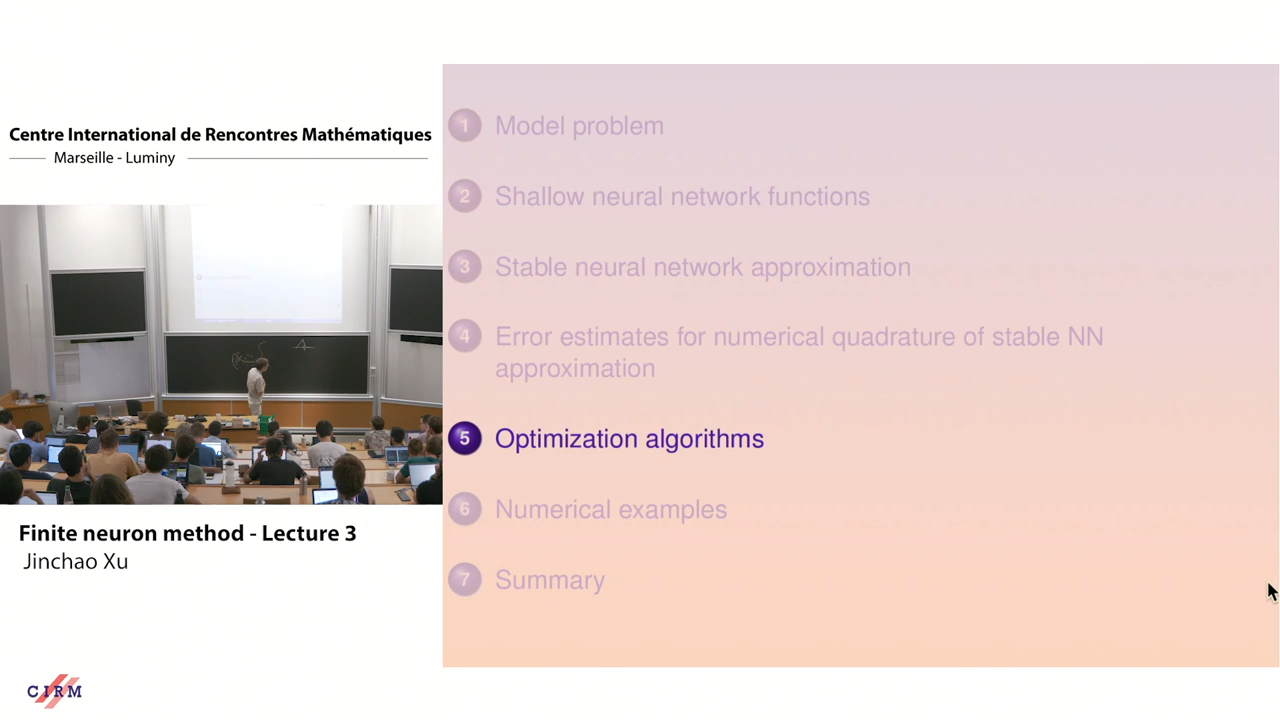 Centre International de Rencontres Mathématiques
Marseille - Luminy
Finite neuron method - Lecture 3
Jinchao Xu
CIRM
1 Model problem
2 Shallow neural network functions
3 Stable neural network approximation
4 Error estimates for numerical quadrature of stable NN
approximation
5 Optimization algorithms
6 Numerical examples
7 Summary